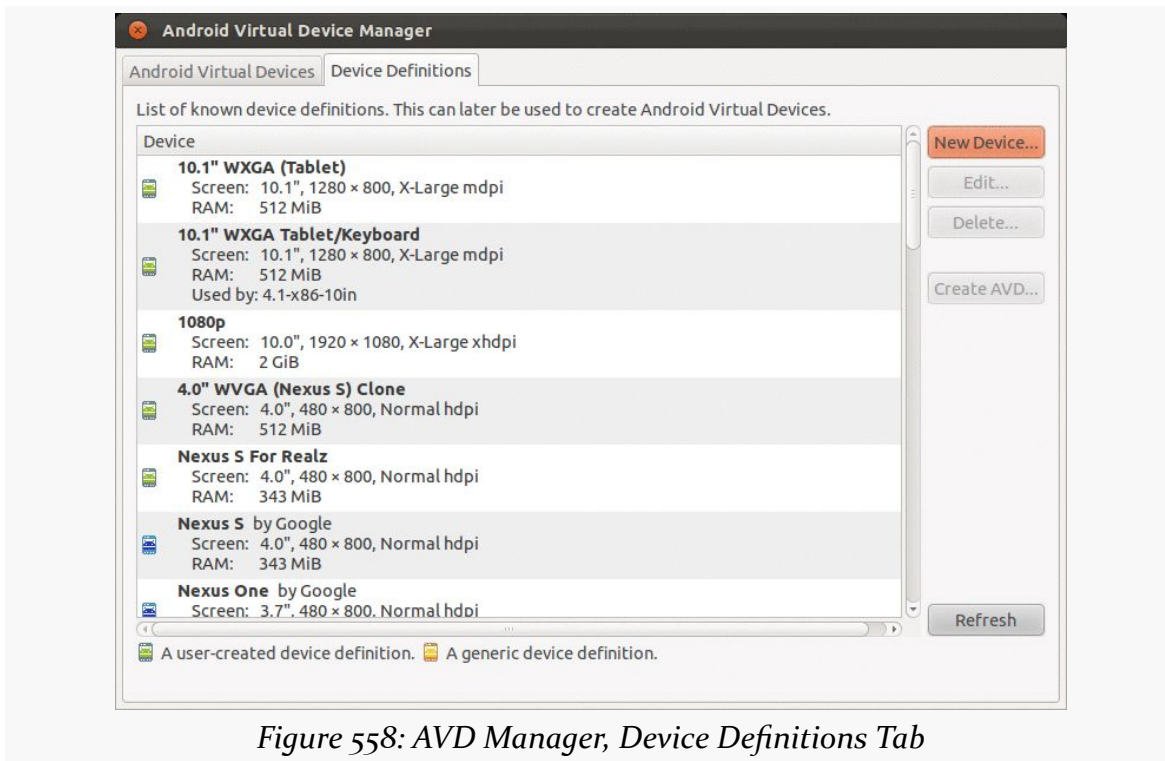 Android Virtual Device Manager
Android Virtual Devices
Device Definitions
List of known device definitions. This can later be used to create Android Virtual Devices.
Device
10.1" WXGA (Tablet)
Screen: 10.1", 1280 × 800, X-Large mdpi
RAM: 512 MiB
10.1" WXGA Tablet/Keyboard
Screen: 10.1", 1280 × 800, X-Large mdpi
RAM: 512 MiB
Used by: 4.1-x86-10in
1080p
Screen: 10.0", 1920 × 1080, X-Large xhdpi
RAM: 2 GiB
4.0" WVGA (Nexus S) Clone
Screen: 4.0", 480 × 800, Normal hdpi
RAM: 512 MiB
Nexus S For Realz
Screen: 4.0", 480 × 800, Normal hdpi
RAM: 343 MiB
Nexus S by Google
Screen: 4.0", 480 × 800, Normal hdpi
RAM: 343 MiB
Nexus One by Google
Screen: 3.7", 480 × 800, Normal hdpi
New Device...
Edit...
Delete...
Create AVD...
Refresh
A user-created device definition. A generic device definition.
Figure 558: AVD Manager, Device Definitions Tab